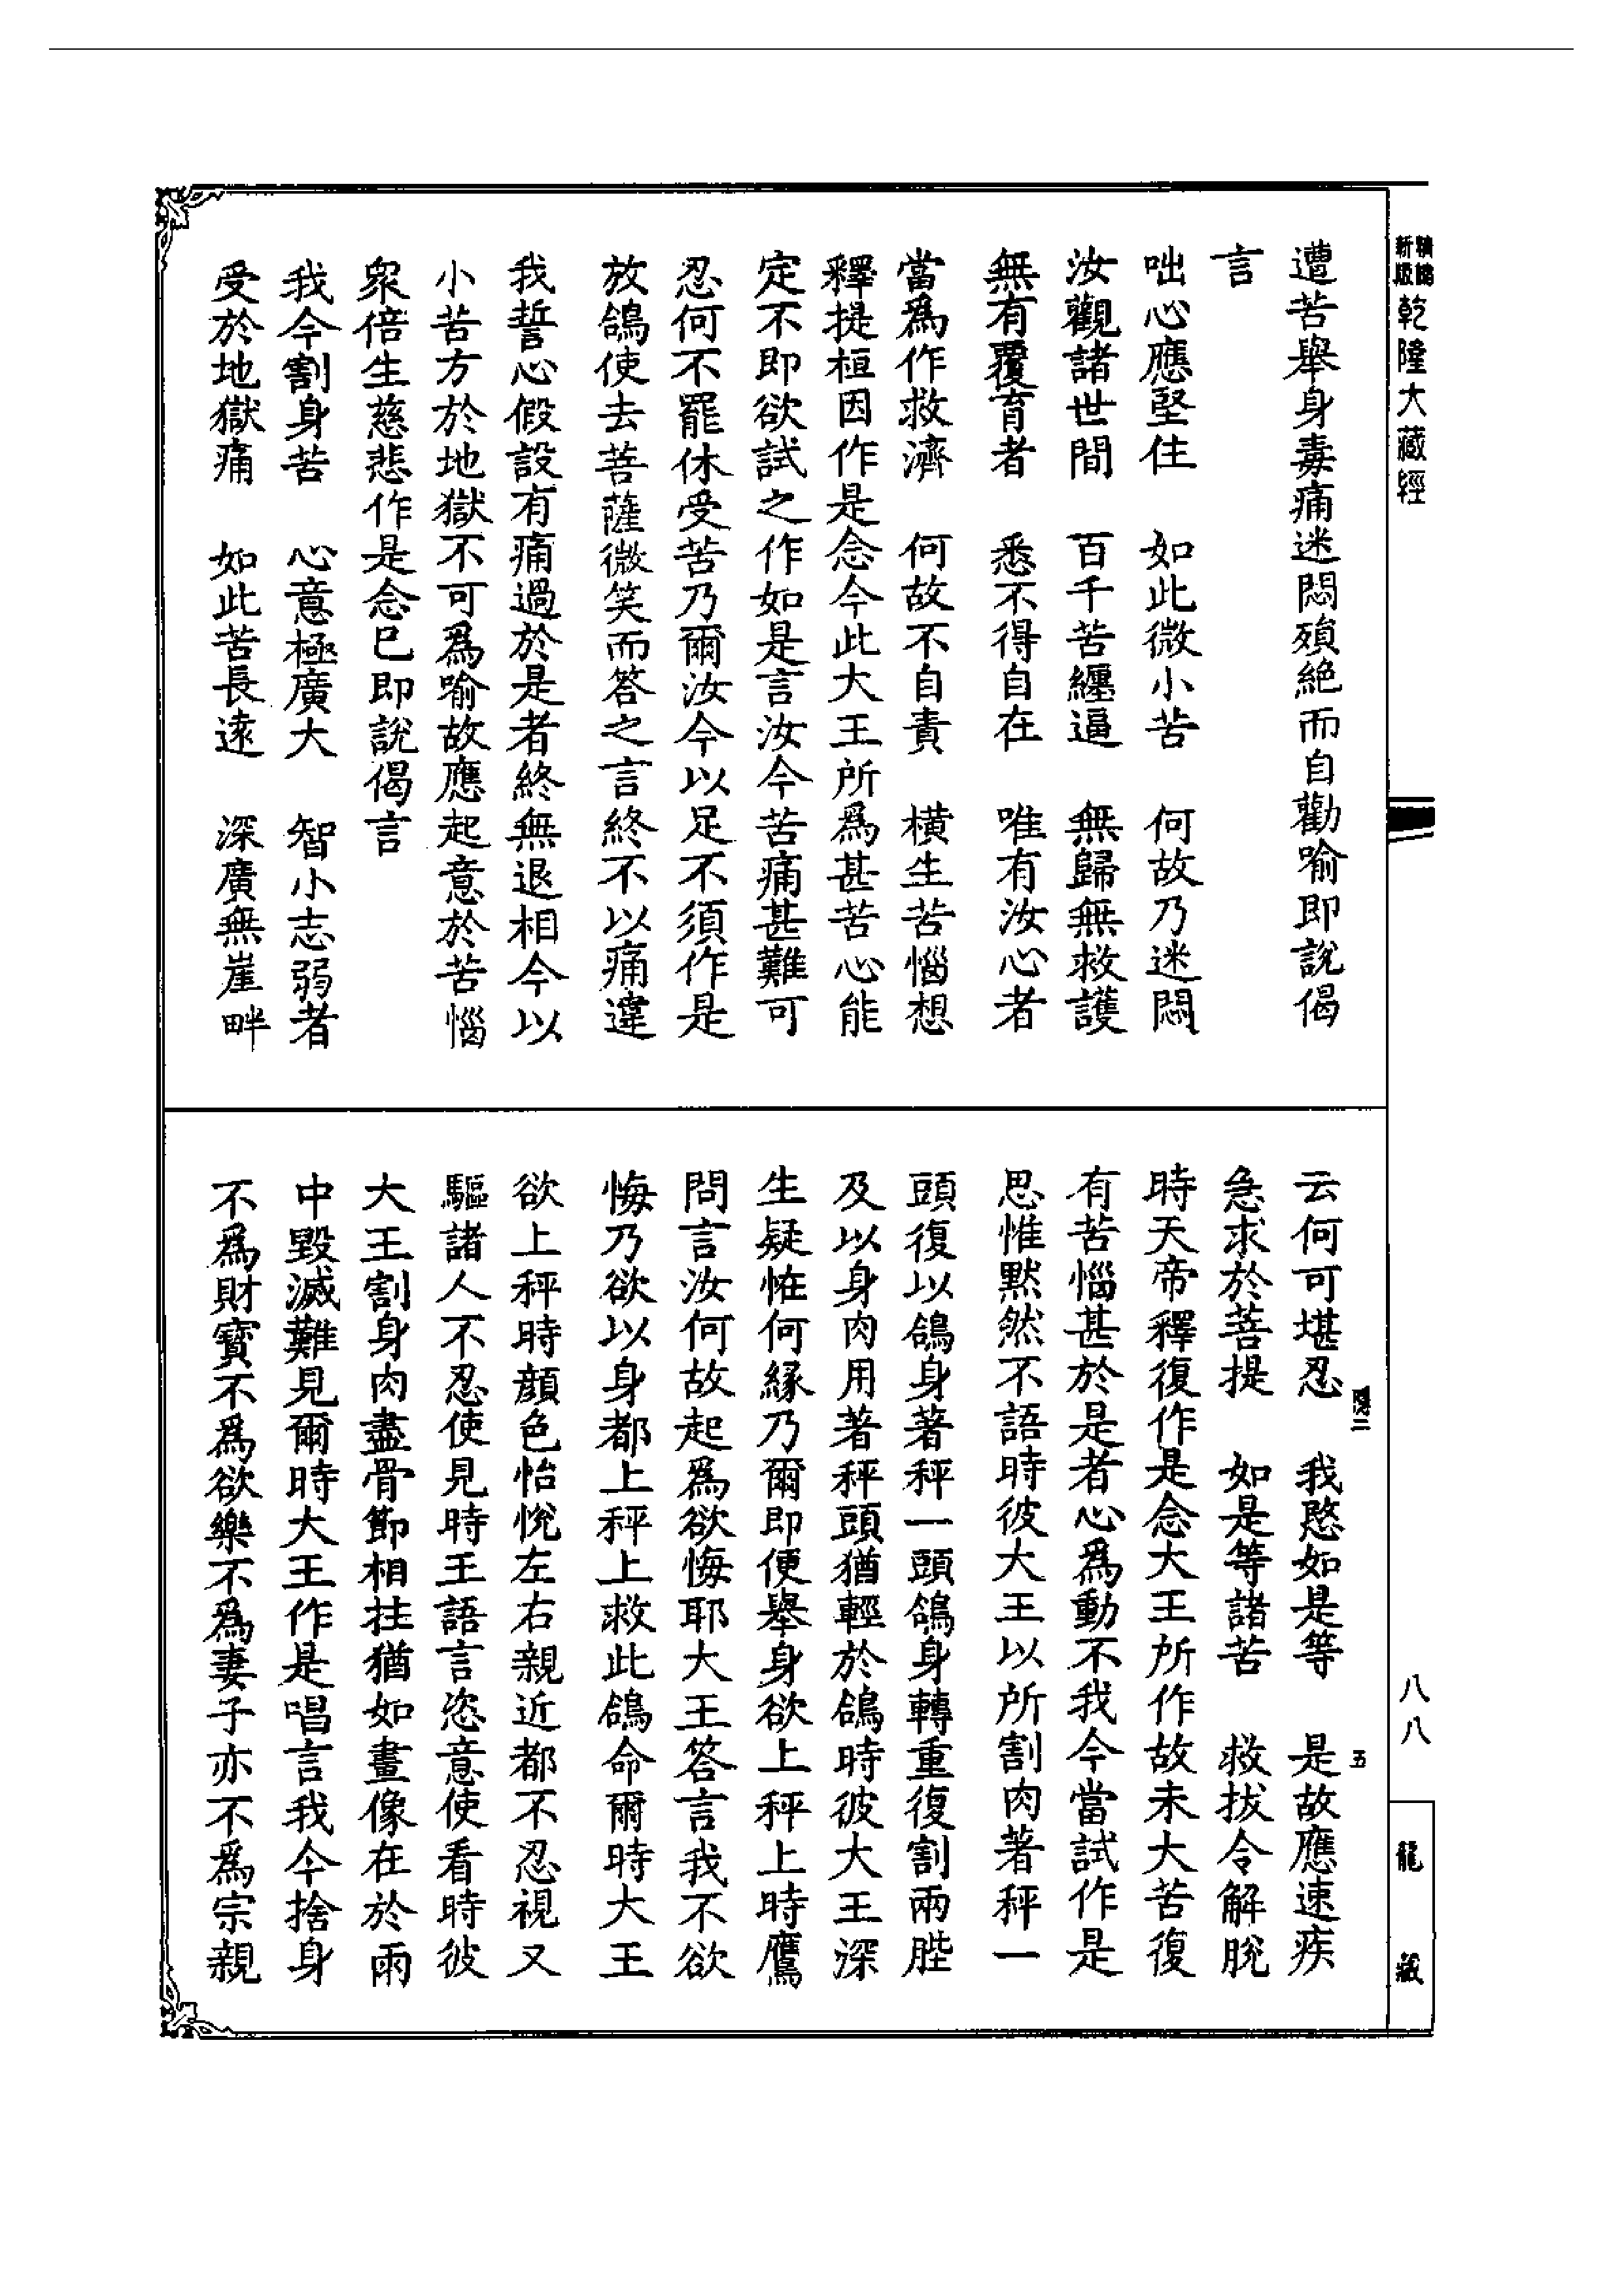 乾隆大藏經
遭苦舉身毒痛迷悶殞絶而自勸喻即說偈
言
咄心應堅住　如此微小苦　何故乃迷悶
汝觀諸世間　百千苦纏逼　無歸無救護
無有覆育者　悉不得自在　唯有汝心者
當爲作救濟　何故不自責　橫生苦惱想
釋提桓因作是念今此大王所爲甚苦心能
定不即欲試之作如是言汝今苦痛甚難可
忍何不罷休受苦乃爾汝今以足不須作是
放鴿使去菩薩微笑而答之言終不以痛違
我誓心假設有痛過於是者終無退相今以
小苦方於地獄不可爲喻故應起意於苦惱
衆倍生慈悲作是念已即說偈言
我今割身苦　心意極廣大　智小志弱者
受於地獄痛　如此苦長遠　深廣無崖畔
云何可堪忍　我愍如是等　是故應速疾
急求於菩提　如是等諸苦　救拔令解脫
時天帝釋復作是念大王所作故未大苦復
有苦惱甚於是者心爲動不我今當試作是
思惟默然不語時彼大王以所割肉著秤一
頭復以鴿身著秤一頭鴿身轉重復割兩䏶
及以身肉用著秤頭猶輕於鴿時彼大王深
生疑恠何緣乃爾即便舉身欲上秤上時鷹
問言汝何故起爲欲悔耶大王答言我不欲
悔乃欲以身都上秤上救此鴿命爾時大王
欲上秤時顔色怡悅左右親近都不忍視又
驅諸人不忍使見時王語言恣意使看時彼
大王割身肉盡骨節相拄猶如畫像在於雨
中毀滅難見爾時大王作是唱言我今捨身
不爲財寶不爲欲樂不爲妻子亦不爲宗親
五
八八
龍藏